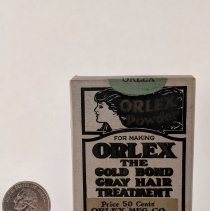 ORLEX
ORLEX
Powder
FOR MAKING
ORLEX
THE
GOLD BOND
GRAY HAIR
TREATMENT
Price 50 Cents
ORLEX MFG. CO.